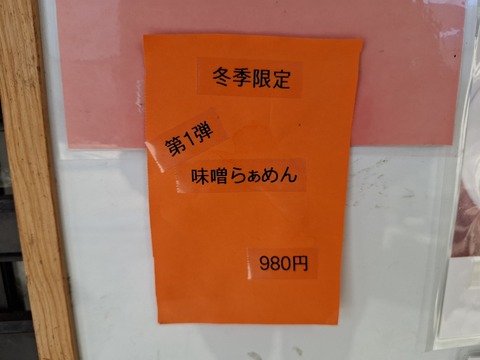 冬季限定
第1弾
味噌らぁめん
980円